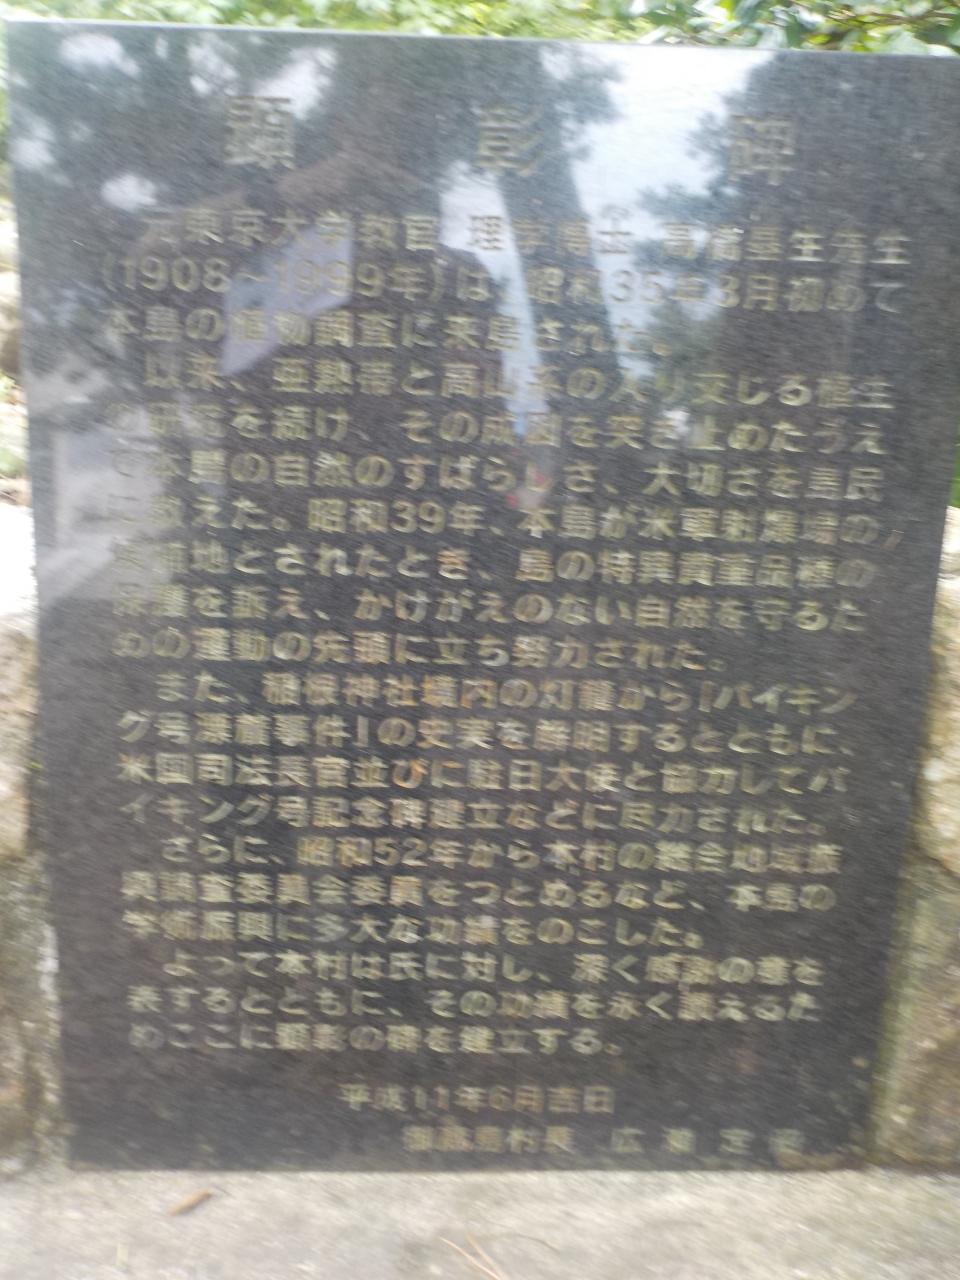 顕彰碑
元東京大学教官 理学博士 高橋基生先生
(1908～1999年)は、昭和35年3月初めて
本島の植物調査に来島された。
以来、亜熱帯と高山系の入り交じる植生
の研究を続け、その成因を突き止めたうえ
で本島の自然のすばらしさ、大切さを島民
に教えた。昭和39年、本島が米軍射爆場の
候補地とされたとき、島の特異貴重品種の
保護を訴え、かけがえのない自然を守るた
めの運動の先頭に立ち努力された。
また、稲根神社境内の灯籠から「バイキン
グ号漂着事件」の史実を解明するとともに、
米国司法長官並びに駐日大使と協力してバ
イキング号記念碑建立などに尽力された。
さらに、昭和52年から本村の総合地域振
興調査委員会委員をつとめるなど、本島の
学術振興に多大な功績をのこした。
よって本村は氏に対し、深く感謝の意を
表するとともに、その功績を永く讃えるた
めここに顕彰の碑を建立する。
平成11年6月吉日
御蔵島村長 広瀬定